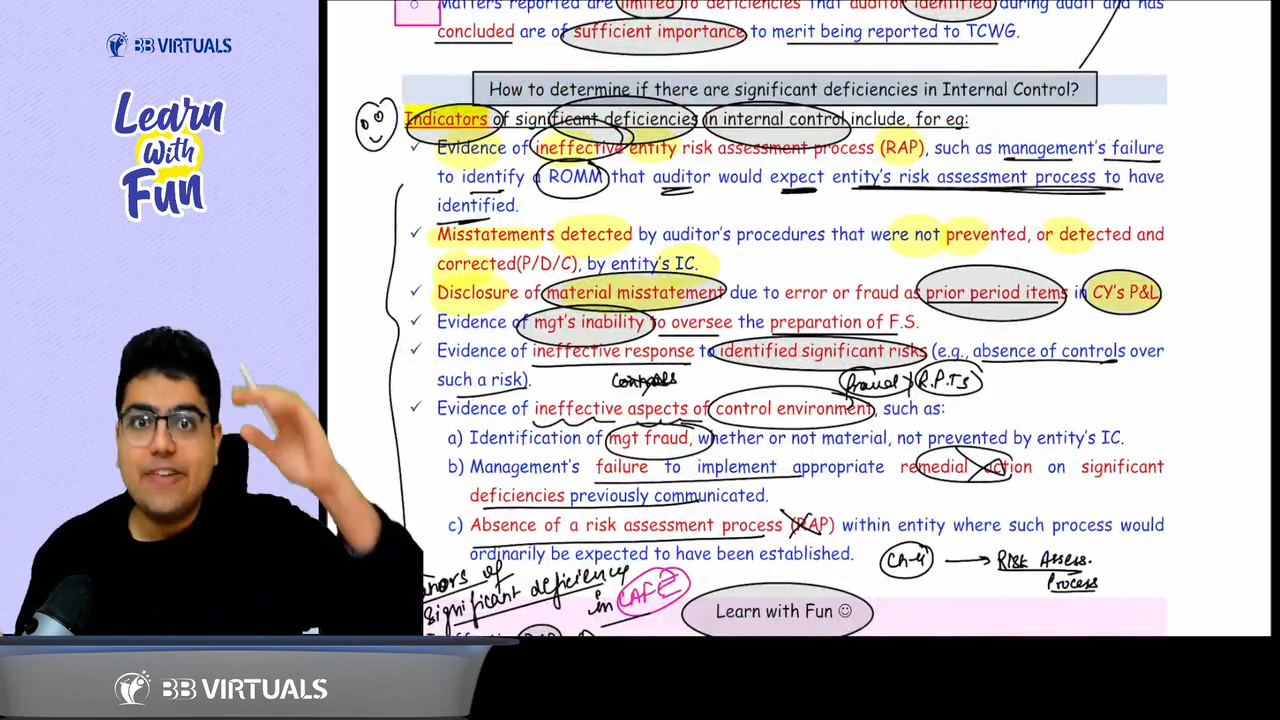 BB VIRTUALS
Learn
With
Fun
Matters reported are limited to deficiencies that auditor identified during audit and has
concluded are of sufficient importance to merit being reported to TCWG.
How to determine if there are significant deficiencies in Internal Control?
Indicators of significant deficiencies in internal control include, for eg:
✓ Evidence of ineffective entity risk assessment process (RAP), such as management's failure
to identify a ROMM that auditor would expect entity's risk assessment process to have
identified.
✓ Misstatements detected by auditor's procedures that were not prevented, or detected and
corrected(P/D/C), by entity's IC.
✓ Disclosure of material misstatement due to error or fraud as prior period items in CY's P&L
✓ Evidence of mgt's inability to oversee the preparation of F.S.
✓ Evidence of ineffective response to identified significant risks (e.g., absence of controls over
such a risk).
Controls
fraud, R.P.Ts
✓ Evidence of ineffective aspects of control environment, such as:
a) Identification of mgt fraud, whether or not material, not prevented by entity's IC.
b) Management's failure to implement appropriate remedial action on significant
deficiencies previously communicated.
c) Absence of a risk assessment process (RAP) within entity where such process would
ordinarily be expected to have been established.
Ch-4 → Risk Assess.
Process
of
significant deficiency
in CAF
Learn with Fun ☺
BB VIRTUALS